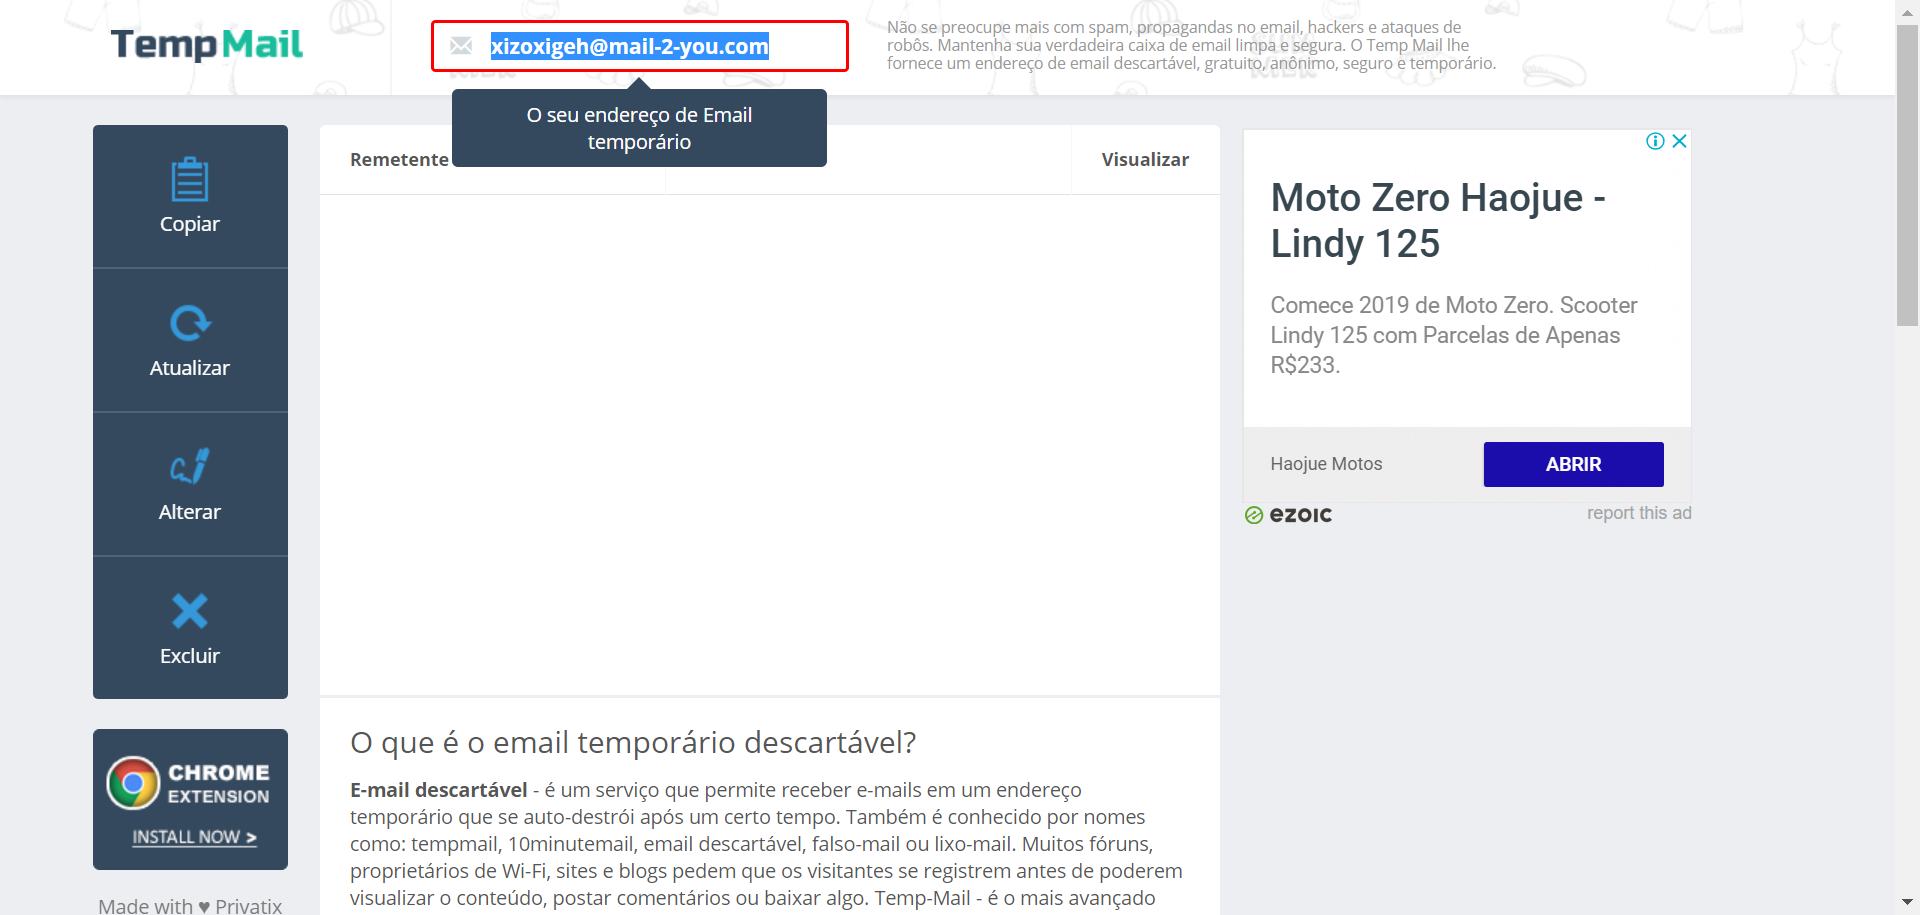 TempMail
xizoxigeh@mail-2-you.com
Não se preocupe mais com spam, propagandas no email, hackers e ataques de
robôs. Mantenha sua verdadeira caixa de email limpa e segura. O Temp Mail lhe
fornece um endereço de email descartável, gratuito, anônimo, seguro e temporário.
O seu endereço de Email
temporário
Copiar
Atualizar
Alterar
Excluir
Remetente
Visualizar
Moto Zero Haojue -
Lindy 125
Comece 2019 de Moto Zero. Scooter
Lindy 125 com Parcelas de Apenas
R$233.
Haojue Motos
ABRIR
ezoic
report this ad
O que é o email temporário descartável?
E-mail descartável - é um serviço que permite receber e-mails em um endereço
temporário que se auto-destrói após um certo tempo. Também é conhecido por nomes
como: tempmail, 10minutemail, email descartável, falso-mail ou lixo-mail. Muitos fóruns,
proprietários de Wi-Fi, sites e blogs pedem que os visitantes se registrem antes de poderem
visualizar o conteúdo, postar comentários ou baixar algo. Temp-Mail - é o mais avançado
CHROME
EXTENSION
INSTALL NOW >
Made with ♥ Privatix